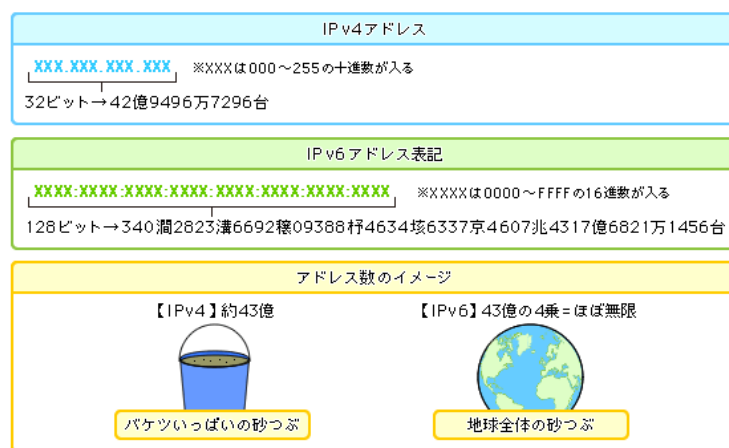 IPv4アドレス
XXX.XXX.XXX.XXX ※XXXは000～255の十進数が入る
32ビット→42億9496万7296台
IPv6アドレス表記
XXXX:XXXX:XXXX:XXXX:XXXX:XXXX:XXXX:XXXX ※XXXXは0000～FFFFの16進数が入る
128ビット→340澗2823溝6692穣09388杼4634垓6337京4607兆4317億6821万1456台
アドレス数のイメージ
【IPv4】約43億 【IPv6】43億の4乗=ほぼ無限
バケツいっぱいの砂つぶ 地球全体の砂つぶ